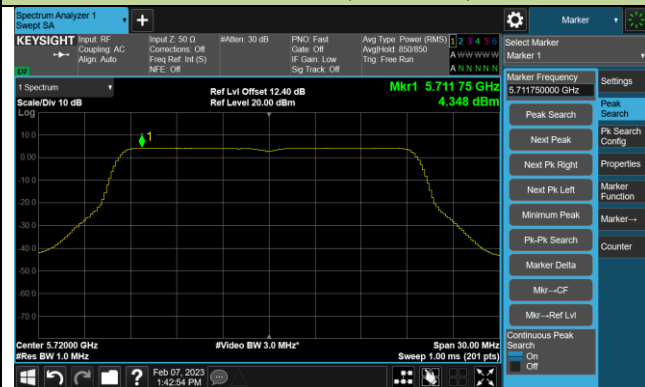 Spectrum Analyzer 1
Swept SA
+
Marker
KEYSIGHT
Input: RF
Coupling: AC
Align: Auto
Input Z: 50 Ω
Corrections: Off
Freq Ref: Int (S)
NFE: Off
#Atten: 30 dB
PNO: Fast
Gate: Off
IF Gain: Low
Sig Track: Off
Avg Type: Power (RMS)
Avg|Hold: 850/850
Trig: Free Run
1 2 3 4 5 6
A W W W W W
A N N N N N
LXI
Select Marker
Marker 1
1 Spectrum
Scale/Div 10 dB
Log
Ref Lvl Offset 12.40 dB
Ref Level 20.00 dBm
Mkr1 5.711 75 GHz
4.348 dBm
Marker Frequency
5.711750000 GHz
Peak Search
Next Peak
Next Pk Right
Next Pk Left
Minimum Peak
Pk-Pk Search
Marker Delta
Mkr→CF
Mkr→Ref Lvl
Continuous Peak
Search
On
Off
Settings
Peak
Search
Pk Search
Config
Properties
Marker
Function
Marker→
Counter
1
10.0
0.00
-10.0
-20.0
-30.0
-40.0
-50.0
-60.0
-70.0
Center 5.72000 GHz
#Res BW 1.0 MHz
#Video BW 3.0 MHz*
Span 30.00 MHz
Sweep 1.00 ms (201 pts)
?
Feb 07, 2023
1:42:54 PM